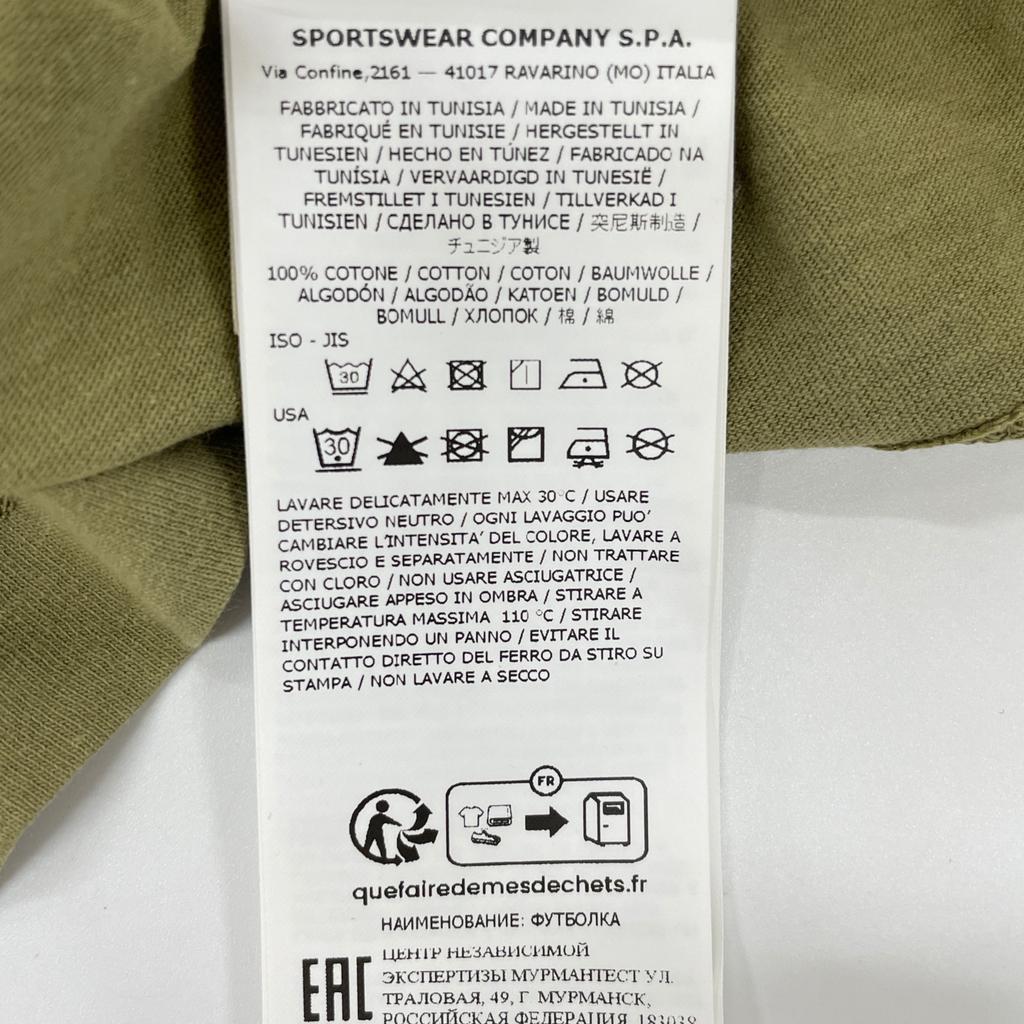 SPORTSWEAR COMPANY S.P.A.
Via Confine,2161 — 41017 RAVARINO (MO) ITALIA
FABBRICATO IN TUNISIA / MADE IN TUNISIA /
FABRIQUÉ EN TUNISIE / HERGESTELLT IN
TUNESIEN / HECHO EN TÚNEZ / FABRICADO NA
TUNÍSIA / VERVAARDIGD IN TUNESIË /
FREMSTILLET I TUNESIEN / TILLVERKAD I
TUNISIEN / СДЕЛАНО В ТУНИСЕ / 突尼斯制造 /
チュニジア製
100% COTONE / COTTON / COTON / BAUMWOLLE /
ALGODÓN / ALGODÃO / KATOEN / BOMULD /
BOMULL / ХЛОПОК / 棉 / 綿
ISO - JIS
30
USA
30
LAVARE DELICATAMENTE MAX 30°C / USARE
DETERSIVO NEUTRO / OGNI LAVAGGIO PUO'
CAMBIARE L'INTENSITA' DEL COLORE, LAVARE A
ROVESCIO E SEPARATAMENTE / NON TRATTARE
CON CLORO / NON USARE ASCIUGATRICE /
ASCIUGARE APPESO IN OMBRA / STIRARE A
TEMPERATURA MASSIMA 110 °C / STIRARE
INTERPONENDO UN PANNO / EVITARE IL
CONTATTO DIRETTO DEL FERRO DA STIRO SU
STAMPA / NON LAVARE A SECCO
FR
quefairedemesdechets.fr
НАИМЕНОВАНИЕ: ФУТБОЛКА
EAC
ЦЕНТР НЕЗАВИСИМОЙ
ЭКСПЕРТИЗЫ МУРМАНТЕСТ УЛ.
ТРАЛОВАЯ, 49, Г. МУРМАНСК,
РОССИЙСКАЯ ФЕДЕРАЦИЯ, 183038